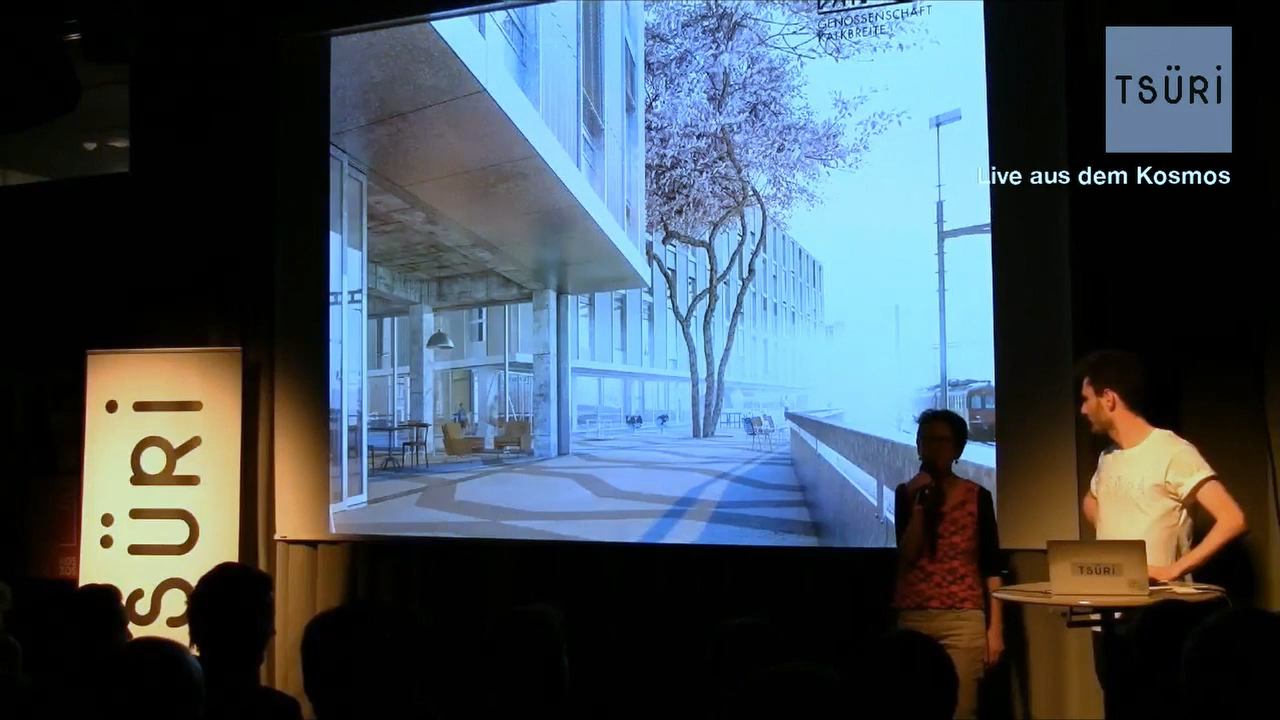 GENOSSENSCHAFT
KALKBREITE
TSÜRI
Live aus dem Kosmos
TSÜRI
TSÜRI